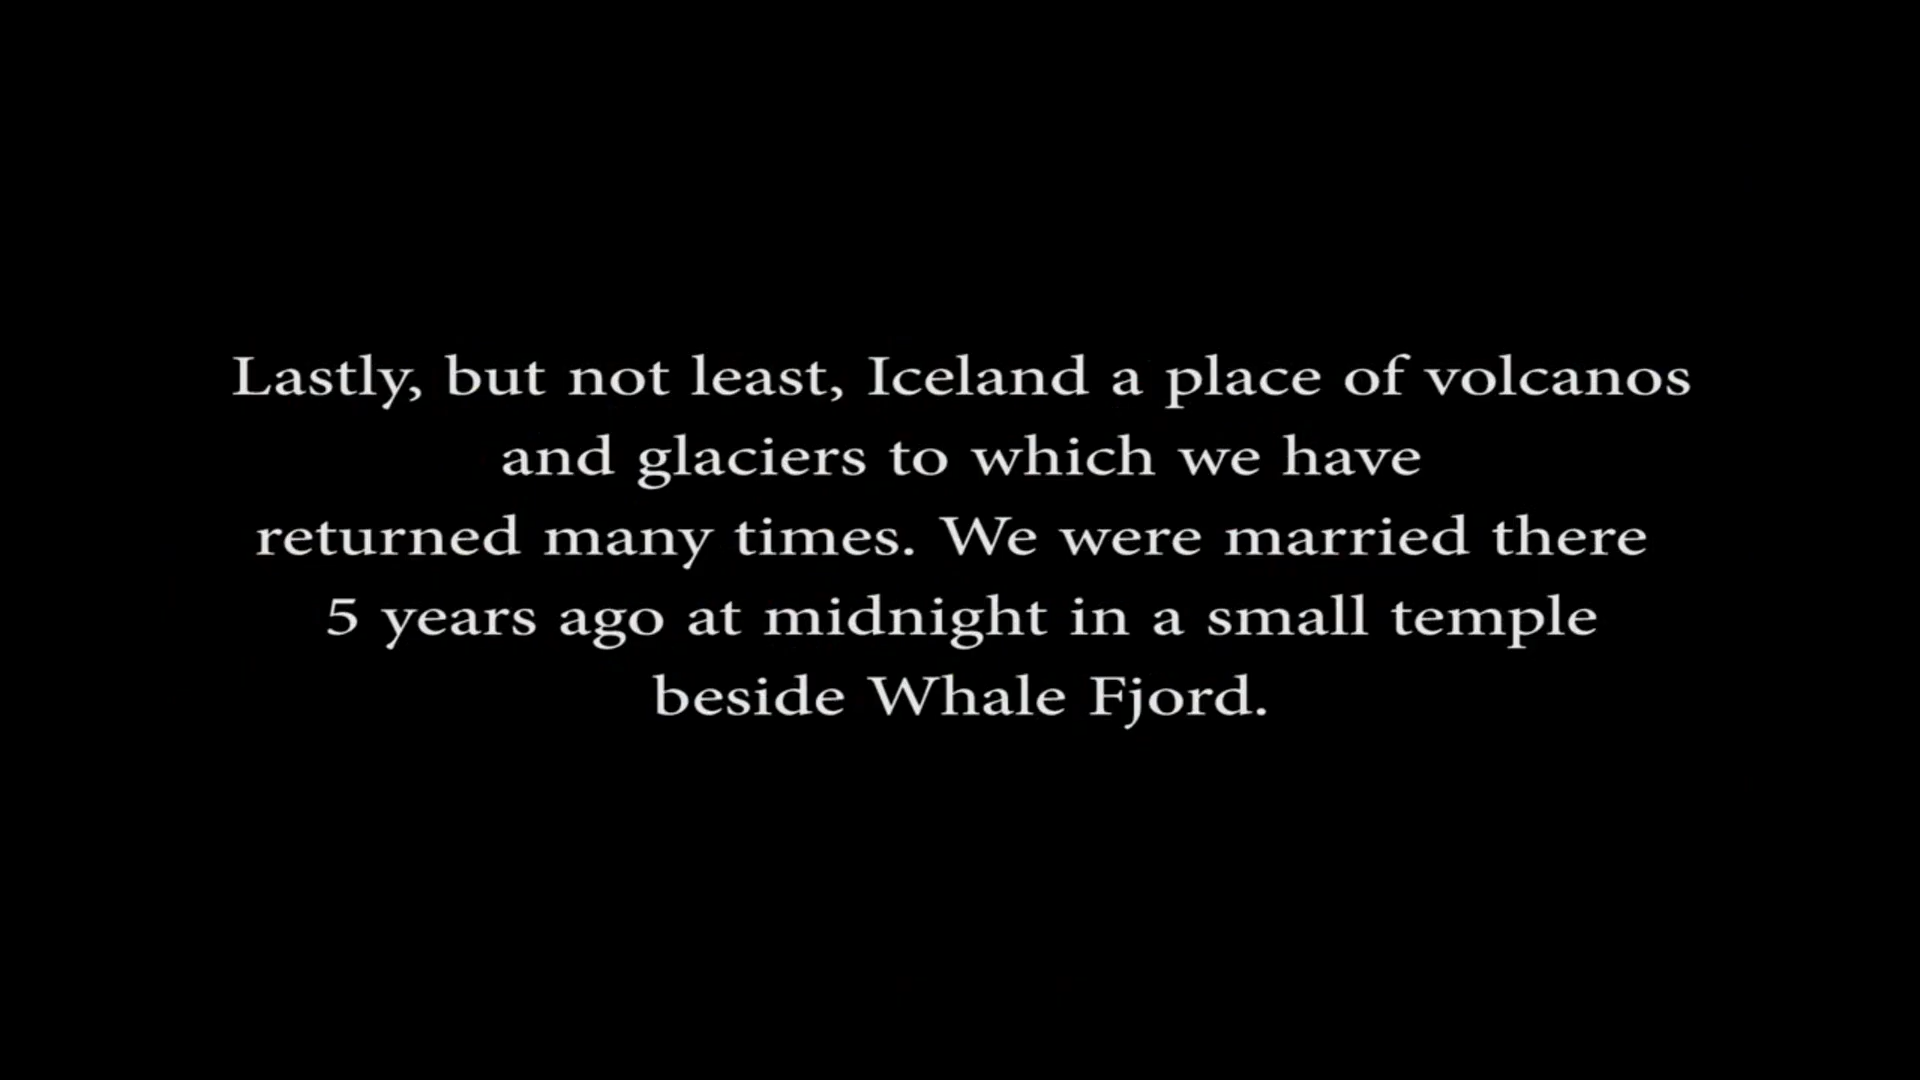 Lastly, but not least, Iceland a place of volcanos
and glaciers to which we have
returned many times. We were married there
5 years ago at midnight in a small temple
beside Whale Fjord.